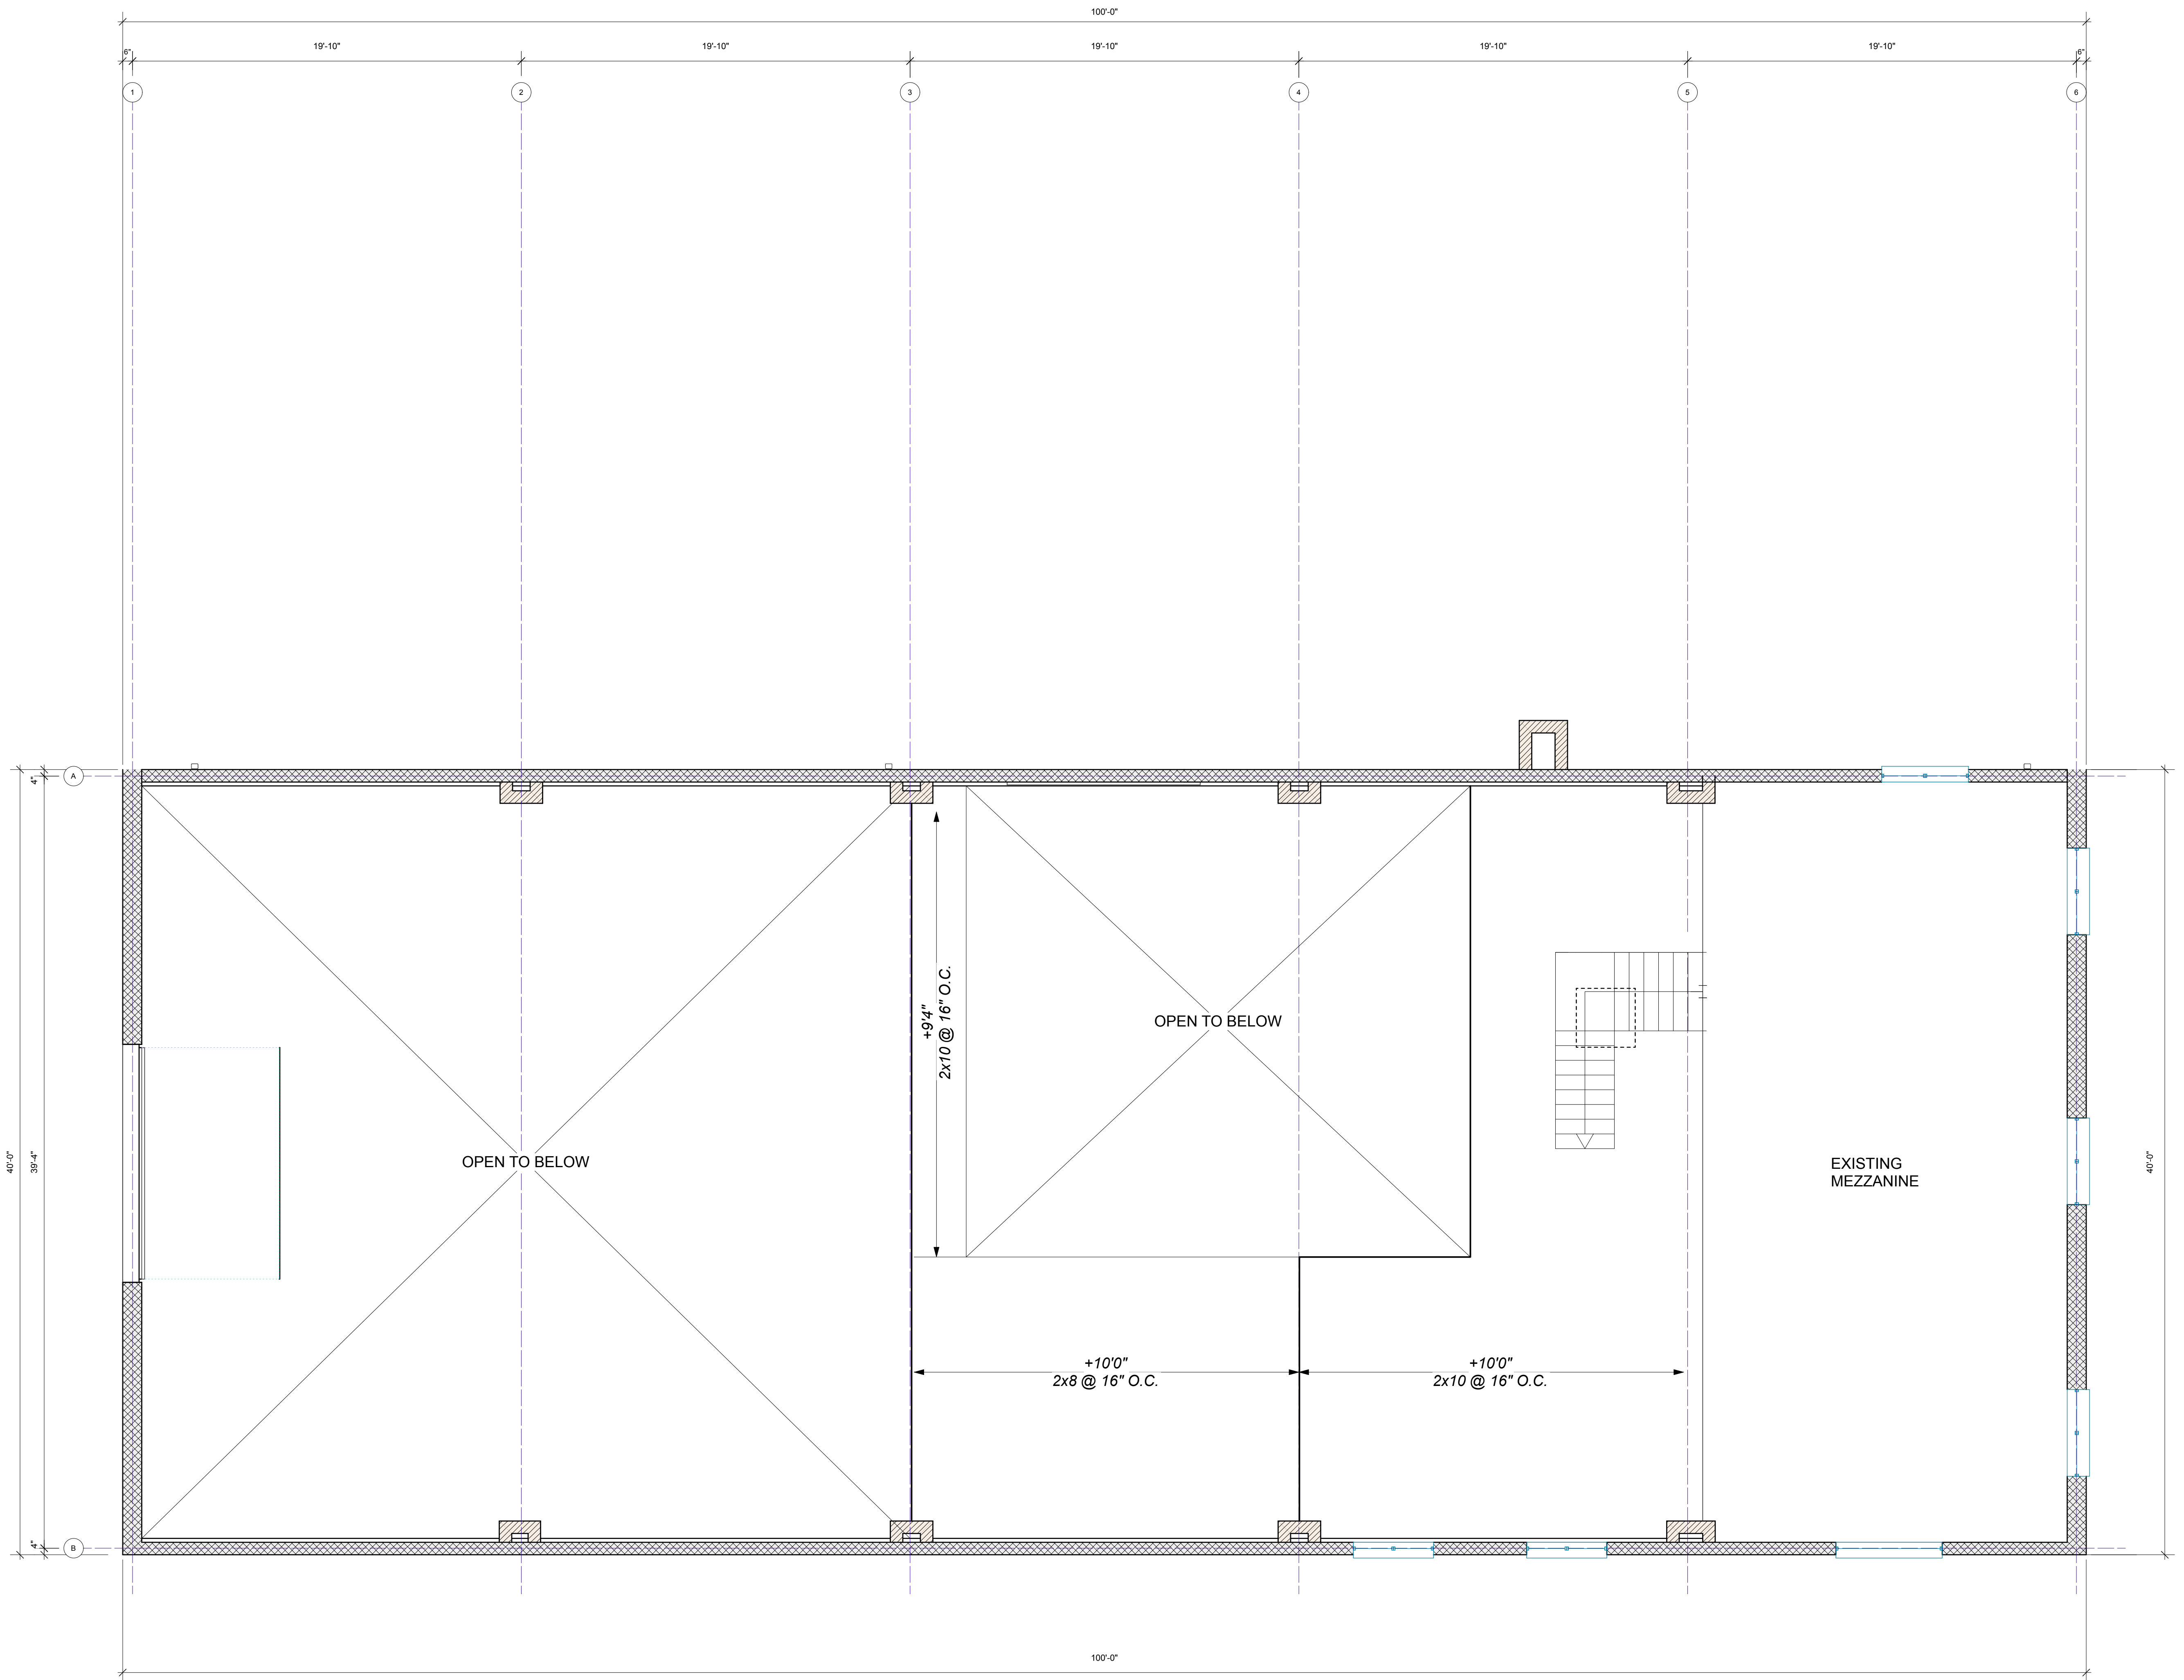 100'-0"
6"
19'-10"
19'-10"
19'-10"
19'-10"
19'-10"
6"
1
2
3
4
5
6
4"
A
+9'4"
2x10 @ 16" O.C.
OPEN TO BELOW
OPEN TO BELOW
40'-0"
39'-4"
EXISTING
MEZZANINE
40'-0"
+10'0"
2x8 @ 16" O.C.
+10'0"
2x10 @ 16" O.C.
4"
B
100'-0"